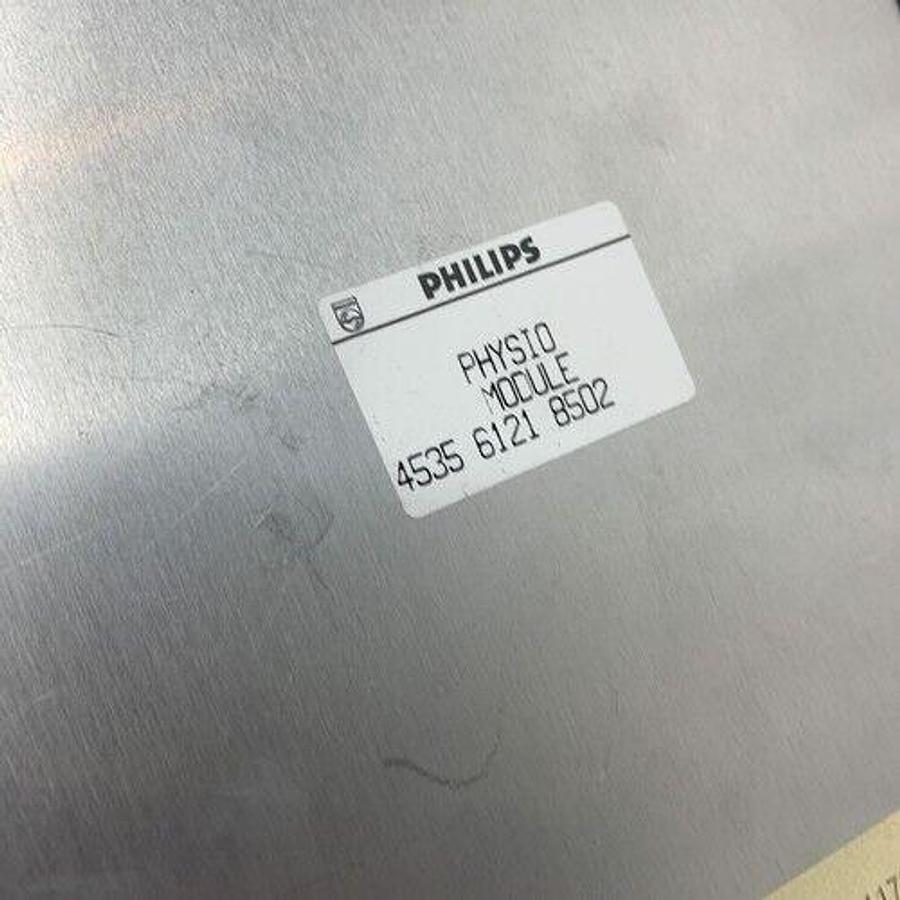 PHILIPS
PHYSIO
MODULE
4535 6121 8502